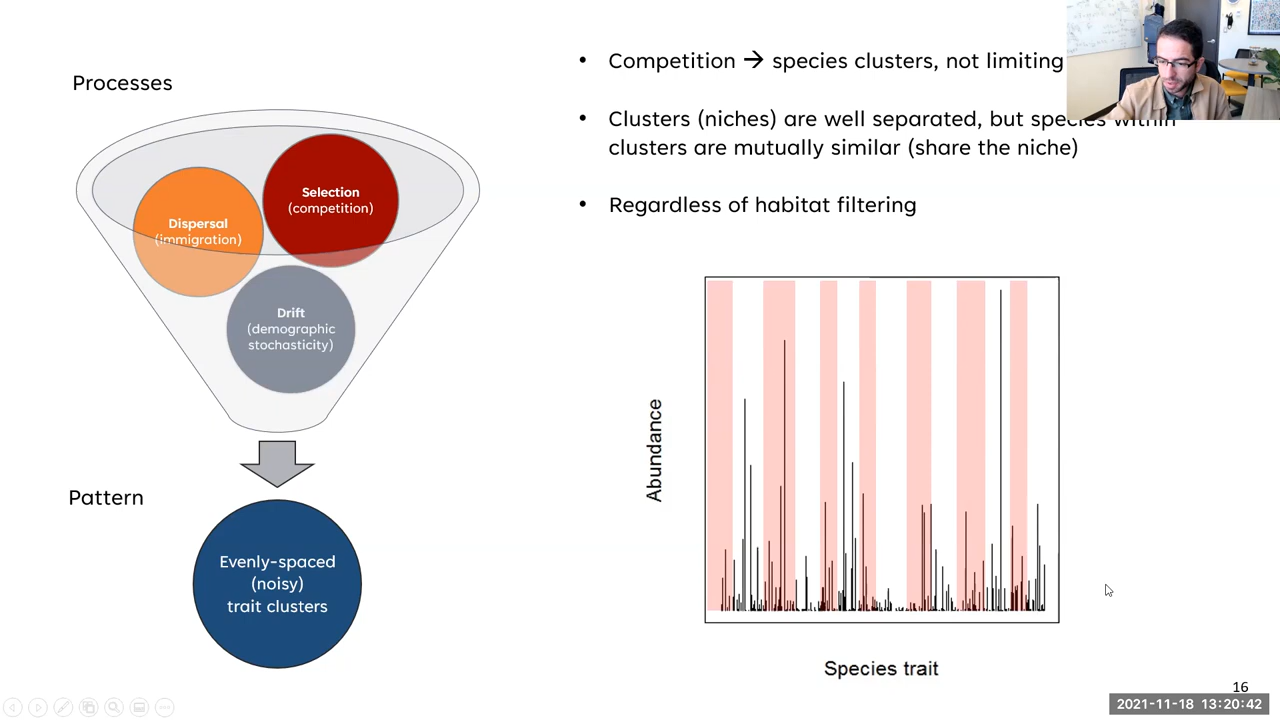 Processes
Dispersal
(immigration)
Selection
(competition)
Drift
(demographic
stochasticity)
Pattern
Evenly-spaced
(noisy)
trait clusters
• Competition → species clusters, not limiting
• Clusters (niches) are well separated, but species within
clusters are mutually similar (share the niche)
• Regardless of habitat filtering
Abundance
Species trait
16
2021-11-18 13:20:42